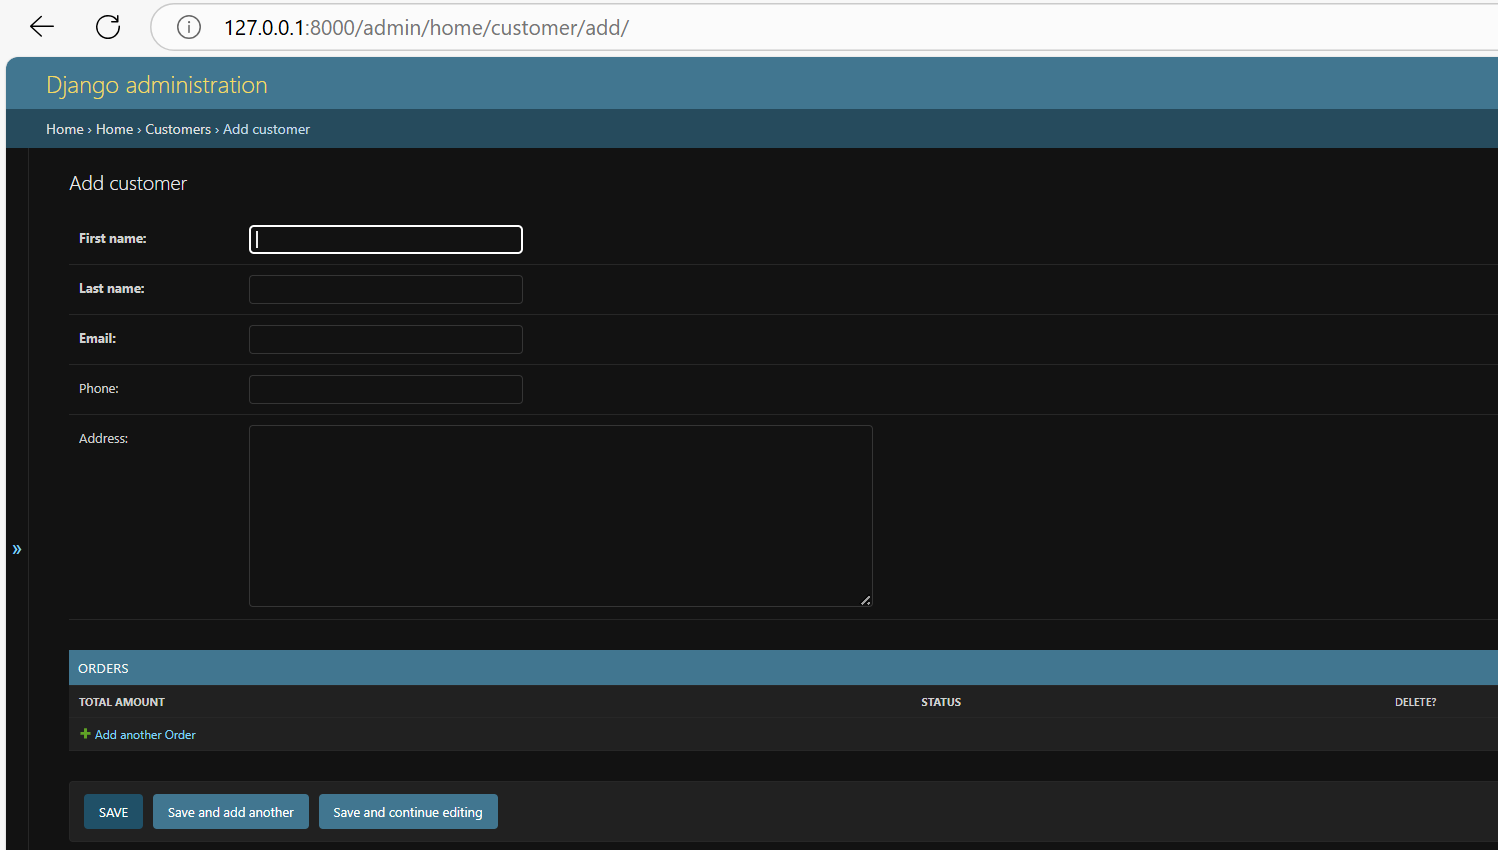 127.0.0.1:8000/admin/home/customer/add/
Django administration
Home › Home › Customers › Add customer
Add customer
First name:
Last name:
Email:
Phone:
Address:
»
ORDERS
TOTAL AMOUNT STATUS DELETE?
+ Add another Order
SAVE Save and add another Save and continue editing